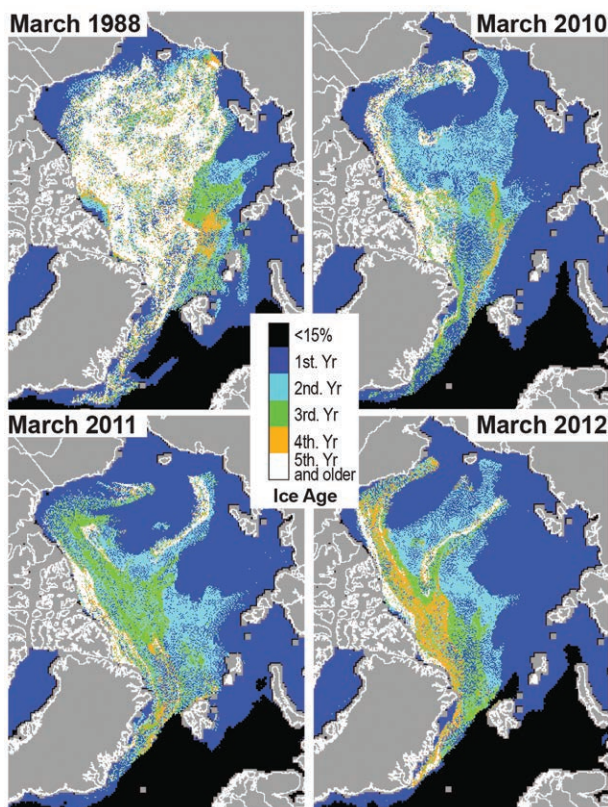 March 1988
March 2010
<15%
1st. Yr
2nd. Yr
3rd. Yr
4th. Yr
5th. Yr
and older
Ice Age
March 2011
March 2012